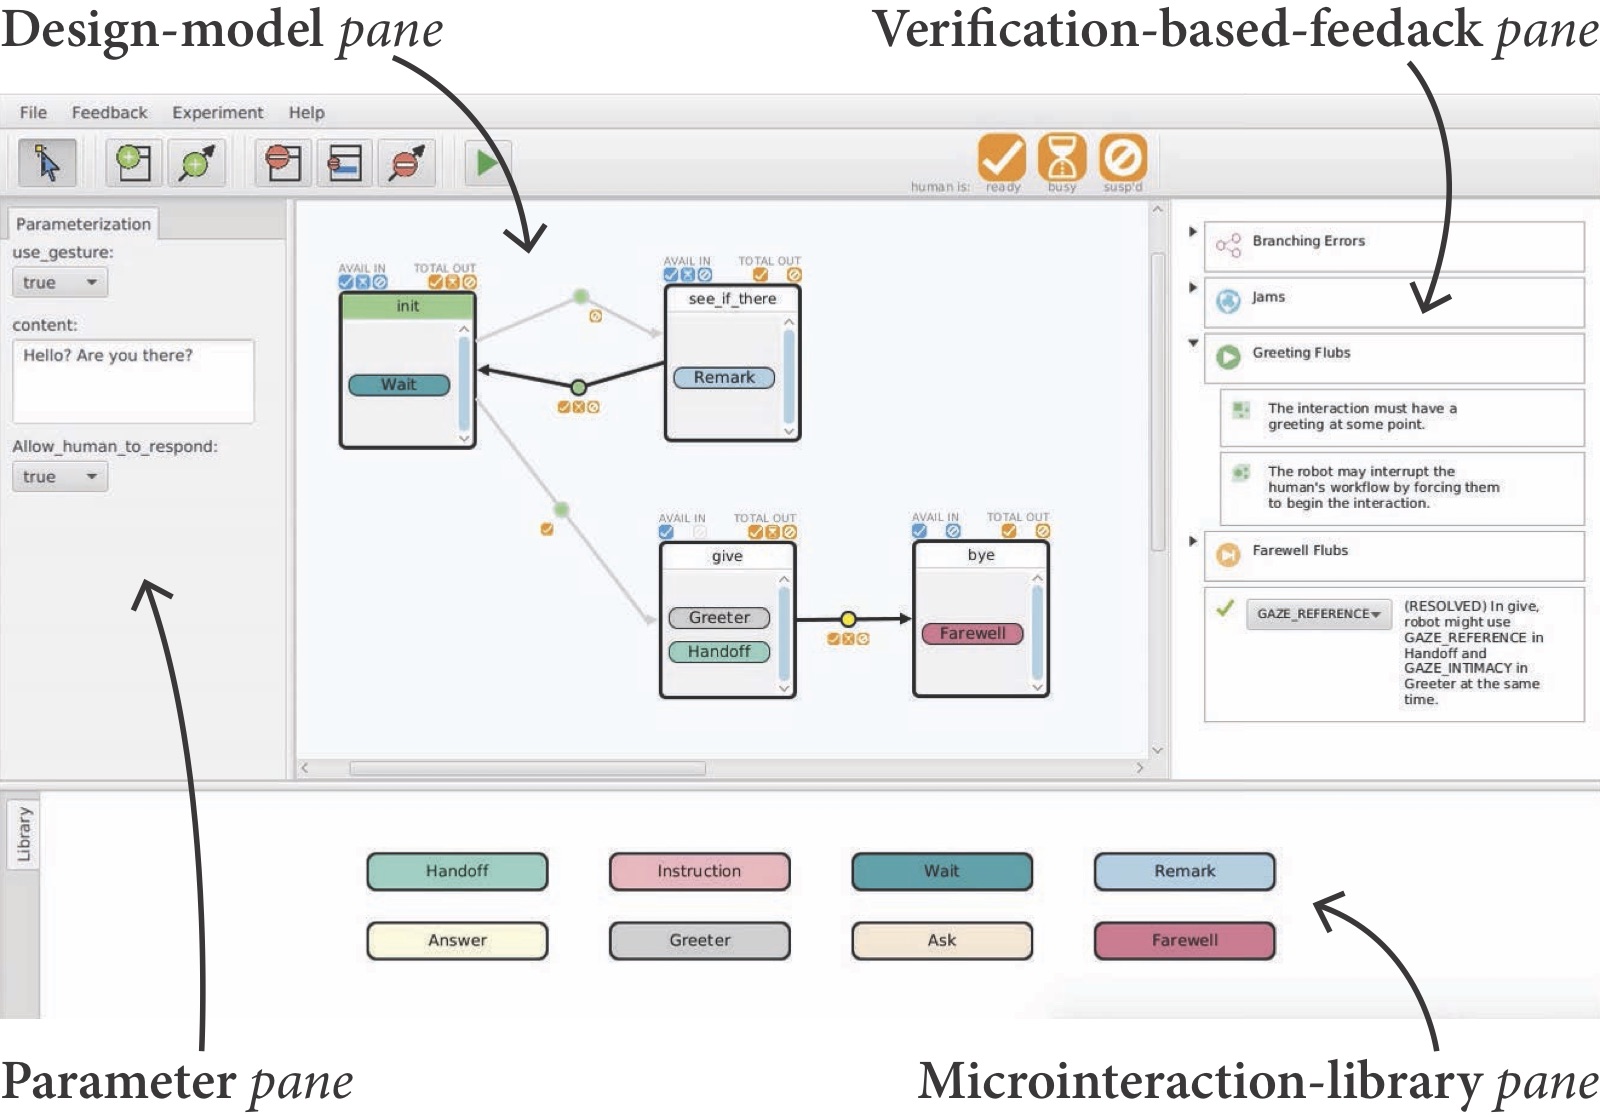 Design-model pane
Verification-based-feedack pane
File Feedback Experiment Help
human is: ready busy susp'd
Parameterization
use_gesture:
true
content:
Hello? Are you there?
Allow_human_to_respond:
true
AVAIL IN TOTAL OUT
init
Wait
AVAIL IN TOTAL OUT
see_if_there
Remark
AVAIL IN TOTAL OUT
give
Greeter
Handoff
AVAIL IN TOTAL OUT
bye
Farewell
Branching Errors
Jams
Greeting Flubs
The interaction must have a
greeting at some point.
The robot may interrupt the
human's workflow by forcing them
to begin the interaction.
Farewell Flubs
GAZE_REFERENCE
(RESOLVED) In give,
robot might use
GAZE_REFERENCE in
Handoff and
GAZE_INTIMACY in
Greeter at the same
time.
Library
Handoff Instruction Wait Remark
Answer Greeter Ask Farewell
Parameter pane
Microinteraction-library pane